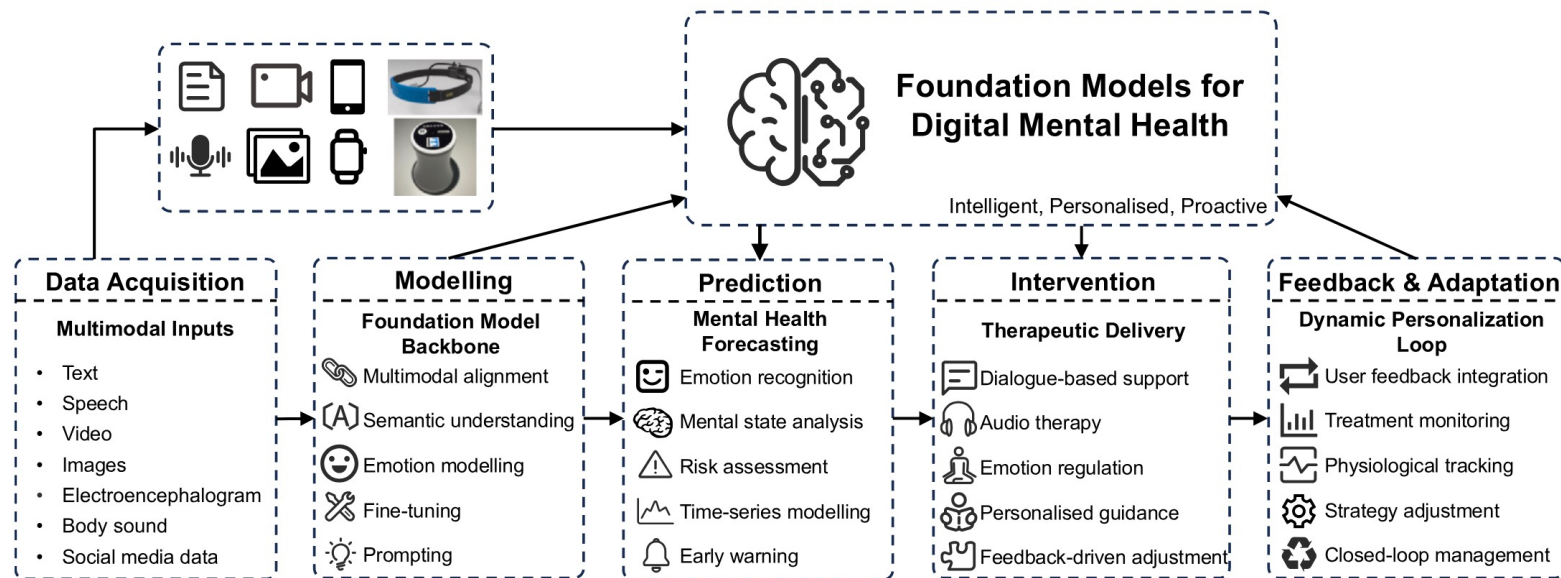 Foundation Models for
Digital Mental Health
Intelligent, Personalised, Proactive
Data Acquisition
Multimodal Inputs
• Text
• Speech
• Video
• Images
• Electroencephalogram
• Body sound
• Social media data
Modelling
Foundation Model
Backbone
Multimodal alignment
[A] Semantic understanding
Emotion modelling
Fine-tuning
Prompting
Prediction
Mental Health
Forecasting
Emotion recognition
Mental state analysis
Risk assessment
Time-series modelling
Early warning
Intervention
Therapeutic Delivery
Dialogue-based support
Audio therapy
Emotion regulation
Personalised guidance
Feedback-driven adjustment
Feedback & Adaptation
Dynamic Personalization
Loop
User feedback integration
Treatment monitoring
Physiological tracking
Strategy adjustment
Closed-loop management